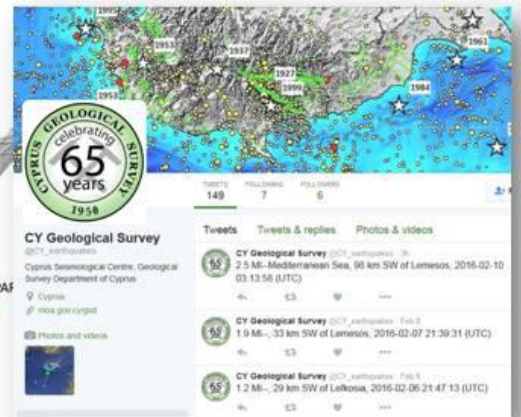 1995
1953
1937
1961
1927
1999
1984
1953
CYPRUS GEOLOGICAL SURVEY
celebrating
65
years
1950
TWEETS FOLLOWING FOLLOWERS
149 7 6
CY Geological Survey
@CY_earthquakes
Cyprus Seismological Centre, Geological
Survey Department of Cyprus
Cyprus
moa.gov.cy/gsd
Photos and videos
Tweets Tweets & replies Photos & videos
CY Geological Survey @CY_earthquakes 3h
2.5 Ml--Mediterranean Sea, 98 km SW of Lemesos, 2016-02-10
03:13:56 (UTC)
CY Geological Survey @CY_earthquakes Feb 8
1.9 Ml--, 33 km SW of Lemesos, 2016-02-07 21:39:31 (UTC)
CY Geological Survey @CY_earthquakes
1.2 Ml--, 29 km SW of Lefkosia, 2016-02-06 21:47:13 (UTC)